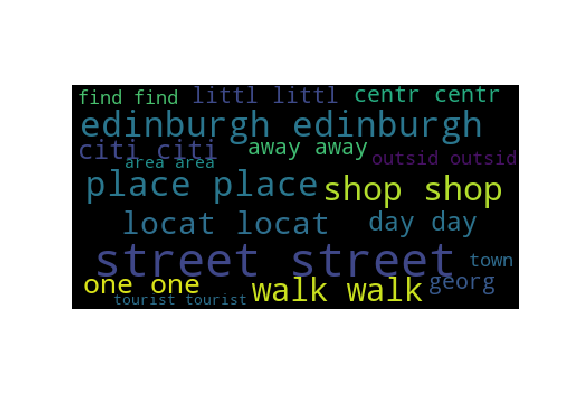 find find littl littl centr centr
edinburgh edinburgh
citi citi away away outsid outsid
area area
place place shop shop
locat locat day day
street street town
one one walk walk georg
tourist tourist